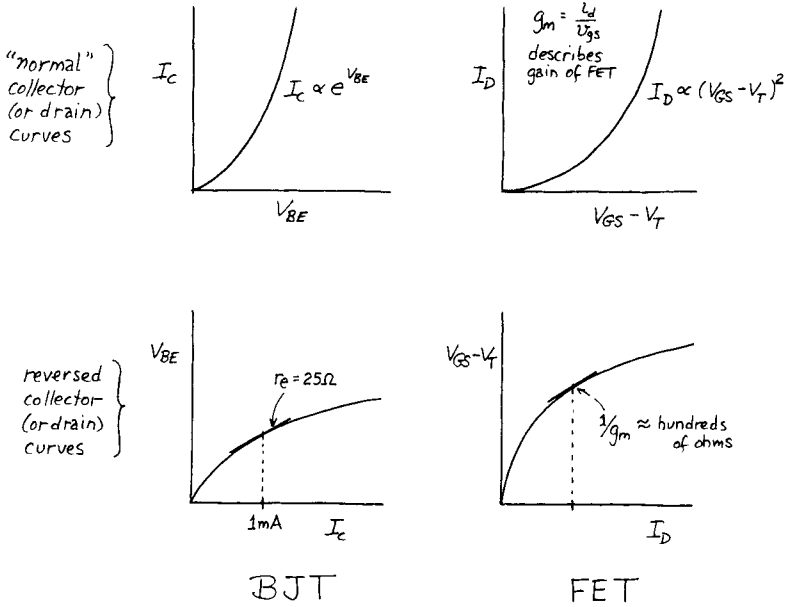 "normal"
collector
(or drain)
curves
I_C
I_C ∝ e^{V_BE}
V_BE
g_m = i_d/v_gs
describes
gain of FET
I_D
I_D ∝ (V_GS − V_T)²
V_GS − V_T
reversed
collector
(or drain)
curves
V_BE
r_e = 25Ω
1mA
I_C
V_GS−V_T
1/g_m ≈ hundreds
of ohms
I_D
BJT
FET